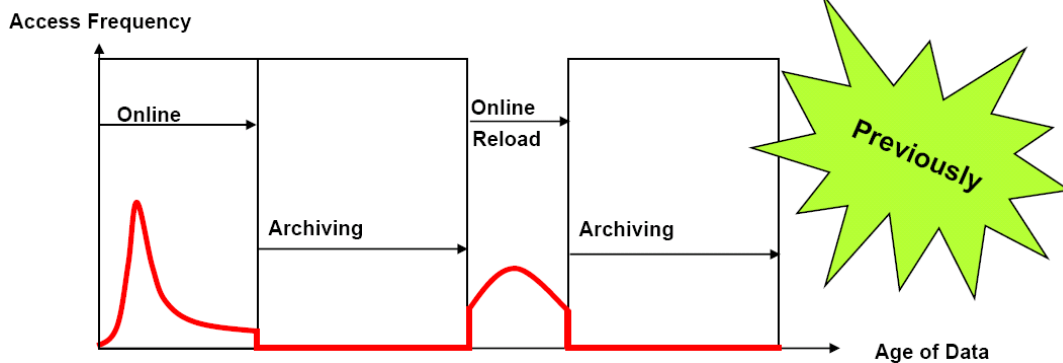 Access Frequency
Online
Archiving
Online
Reload
Archiving
Previously
Age of Data